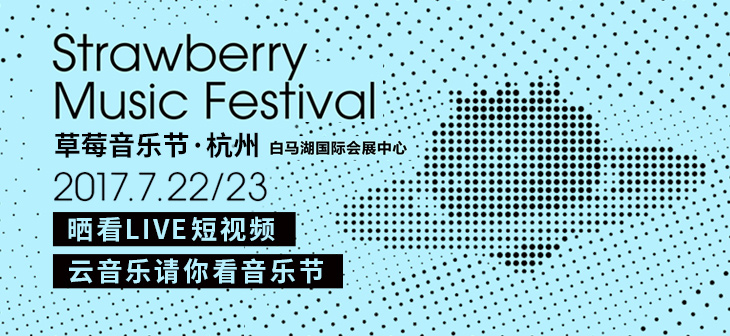 Strawberry
Music Festival
草莓音乐节·杭州 白马湖国际会展中心
2017.7.22/23
晒看LIVE短视频
云音乐请你看音乐节